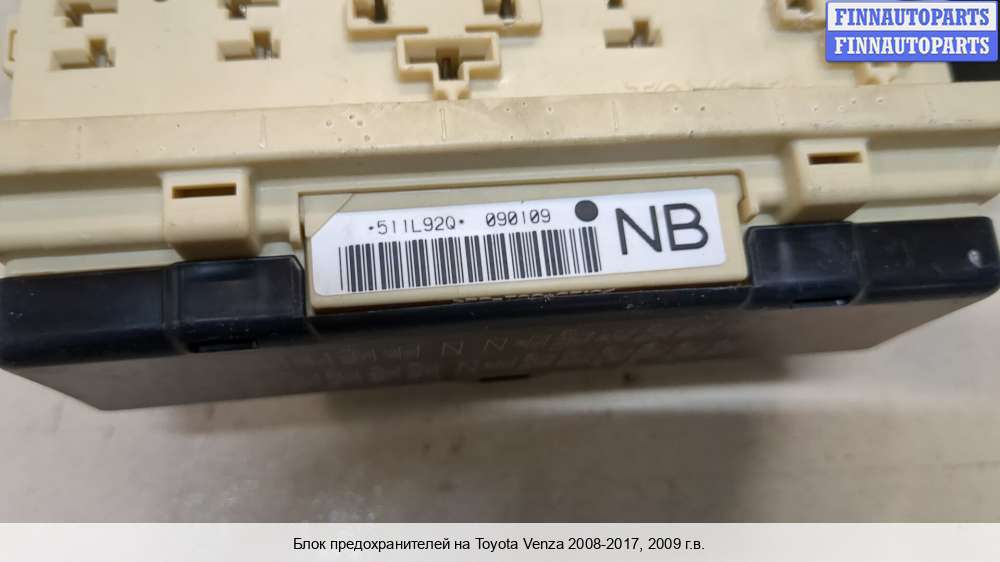 FINNAUTOPARTS
FINNAUTOPARTS
*511L92Q* 090109
NB
Блок предохранителей на Toyota Venza 2008-2017, 2009 г.в.